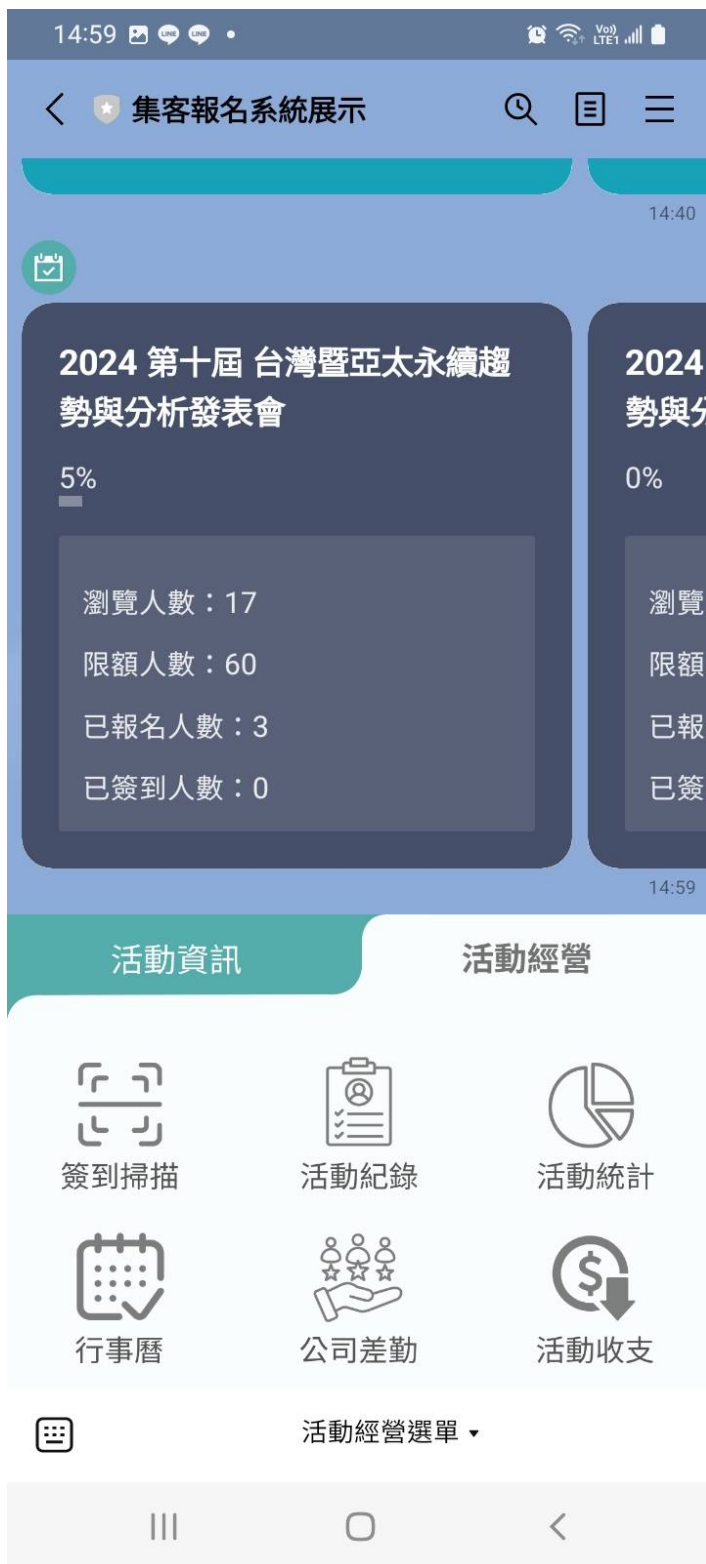 14:59
Vo))
LTE1
集客報名系統展示
14:40
2024 第十屆 台灣暨亞太永續趨
勢與分析發表會
5%
瀏覽人數：17
限額人數：60
已報名人數：3
已簽到人數：0
2024
勢與分
0%
瀏覽
限額
已報
已簽
14:59
活動資訊
活動經營
簽到掃描
活動紀錄
活動統計
行事曆
公司差勤
活動收支
活動經營選單